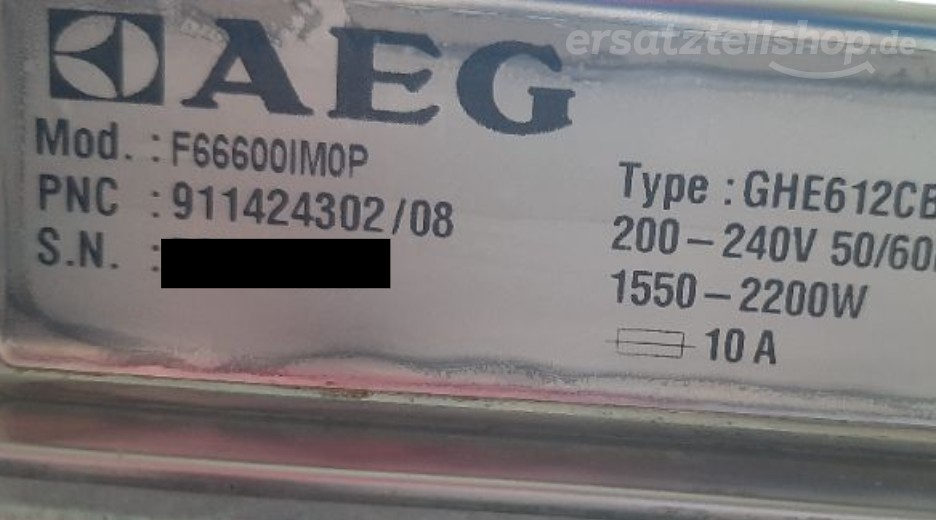 ersatzteilshop.de
AEG
Mod. : F66600IM0P
PNC : 911424302/08
S.N. :
Type : GHE612CB
200-240V 50/60
1550-2200W
10 A